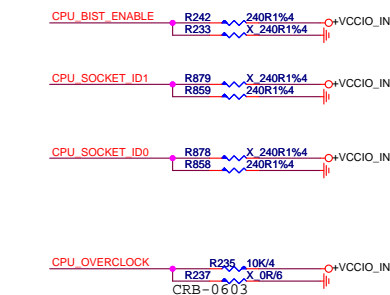 CPU_BIST_ENABLE R242 240R1%4 +VCCIO_IN
R233 X_240R1%4
CPU_SOCKET_ID1 R879 X_240R1%4 +VCCIO_IN
R859 240R1%4
CPU_SOCKET_ID0 R878 X_240R1%4 +VCCIO_IN
R858 240R1%4
CPU_OVERCLOCK R235 10K/4 +VCCIO_IN
R237 X_0R/6
CRB-0603